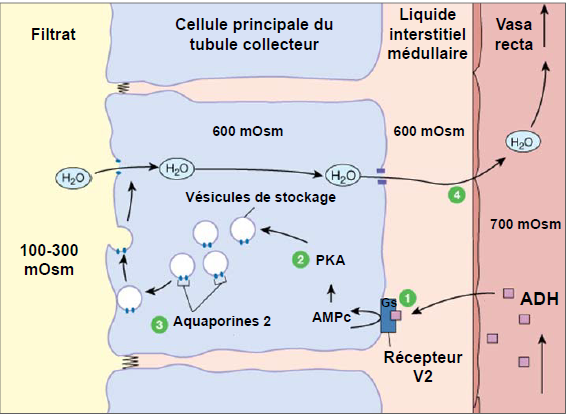 Filtrat
Cellule principale du
tubule collecteur
Liquide
interstitiel
médullaire
Vasa
recta
600 mOsm
600 mOsm
H₂O
H₂O
H₂O
H₂O
4
Vésicules de stockage
700 mOsm
100-300
mOsm
2 PKA
3 Aquaporines 2
AMPc
Gs
1
ADH
Récepteur
V2